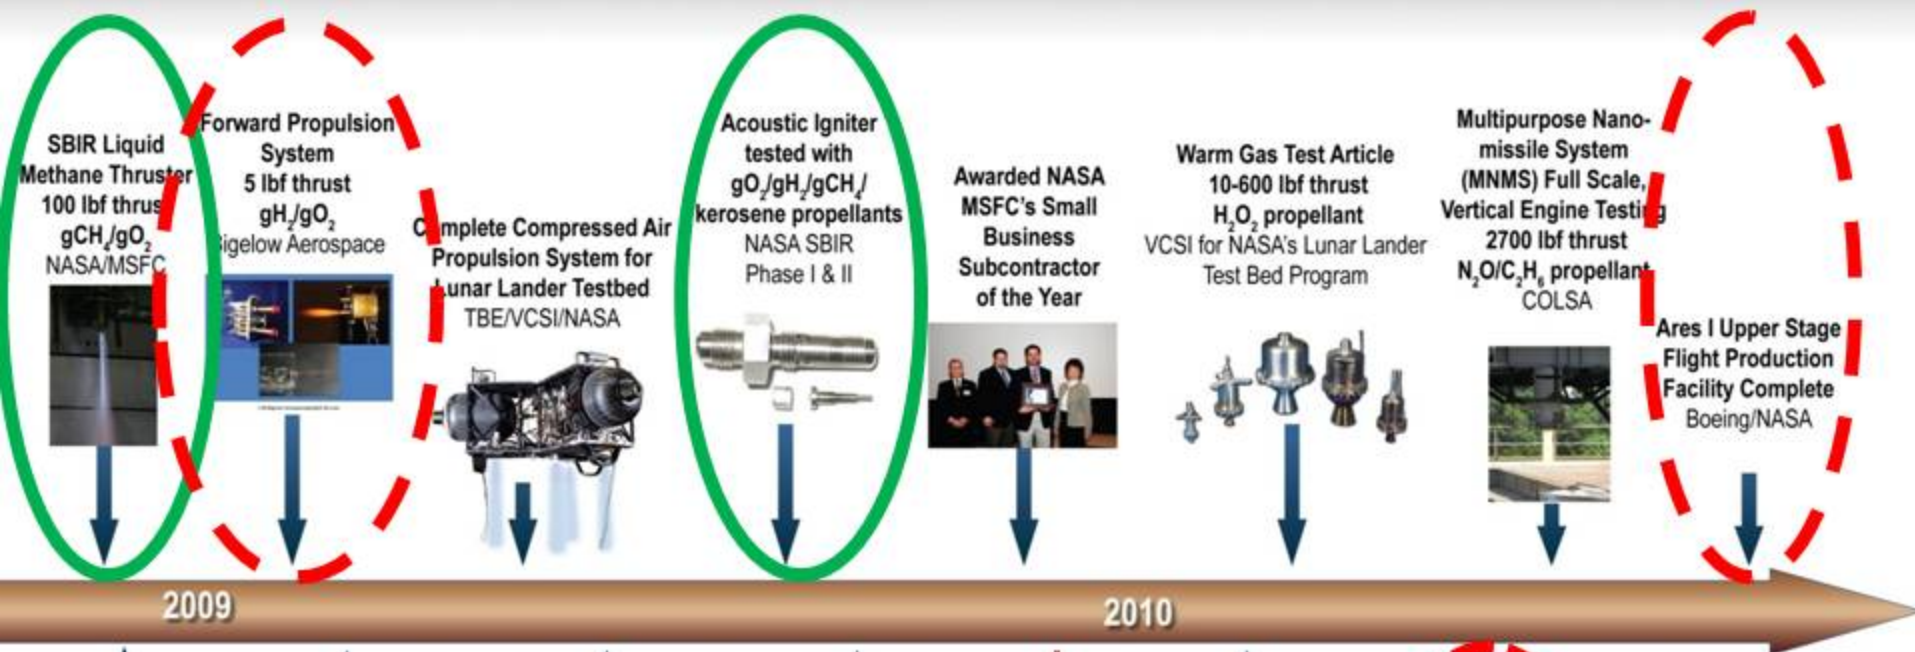 SBIR Liquid
Methane Thruster
100 lbf thrust
gCH₄/gO₂
NASA/MSFC
Forward Propulsion
System
5 lbf thrust
gH₂/gO₂
Bigelow Aerospace
Complete Compressed Air
Propulsion System for
Lunar Lander Testbed
TBE/VCSI/NASA
Acoustic Igniter
tested with
gO₂/gH₂/gCH₄/
kerosene propellants
NASA SBIR
Phase I & II
Awarded NASA
MSFC's Small
Business
Subcontractor
of the Year
Warm Gas Test Article
10-600 lbf thrust
H₂O₂ propellant
VCSI for NASA's Lunar Lander
Test Bed Program
Multipurpose Nano-
missile System
(MNMS) Full Scale,
Vertical Engine Testing
2700 lbf thrust
N₂O/C₂H₆ propellant
COLSA
Ares I Upper Stage
Flight Production
Facility Complete
Boeing/NASA
2009
2010